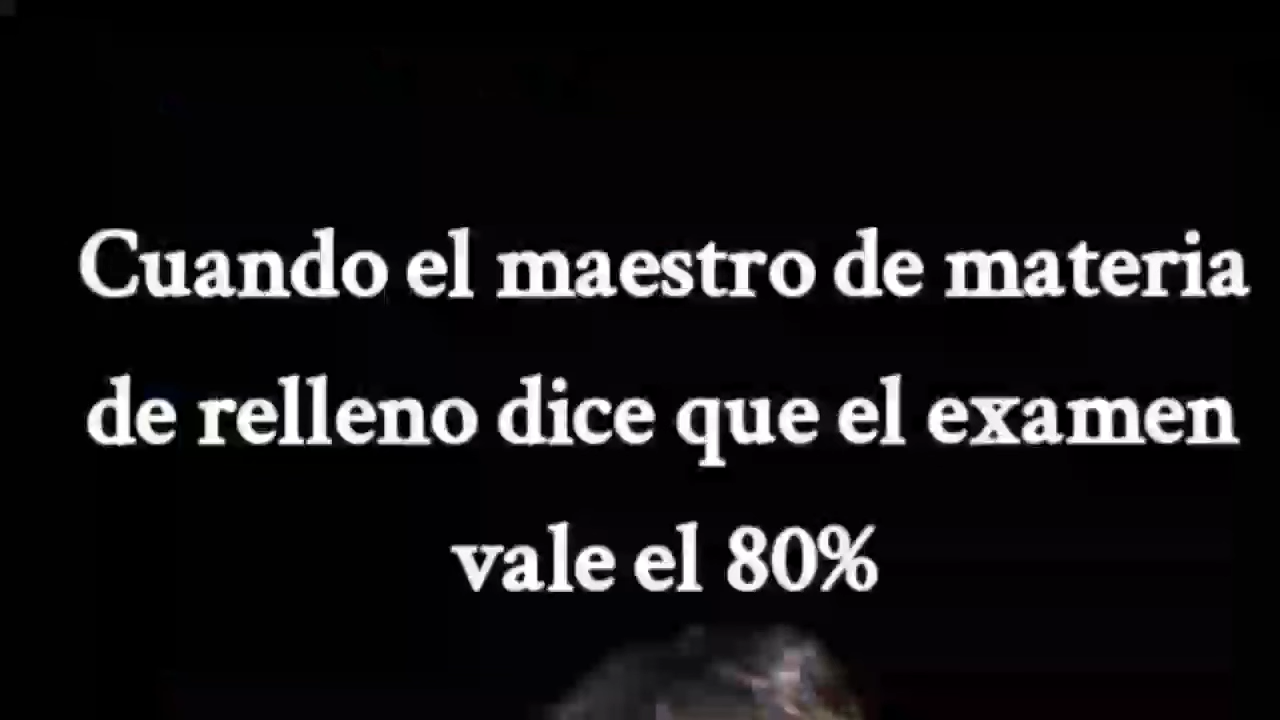 Cuando el maestro de materia
de relleno dice que el examen
vale el 80%